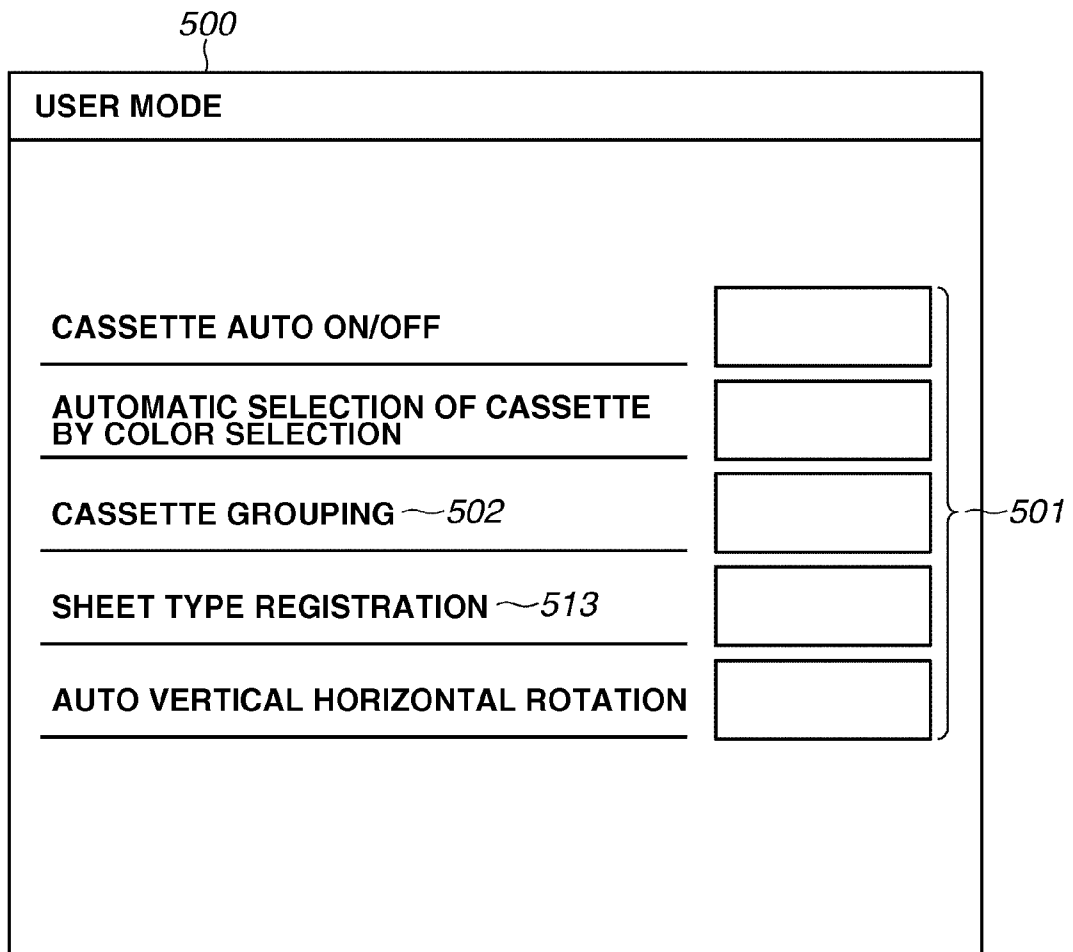 500
USER MODE
CASSETTE AUTO ON/OFF
AUTOMATIC SELECTION OF CASSETTE
BY COLOR SELECTION
CASSETTE GROUPING 502
501
SHEET TYPE REGISTRATION 513
AUTO VERTICAL HORIZONTAL ROTATION